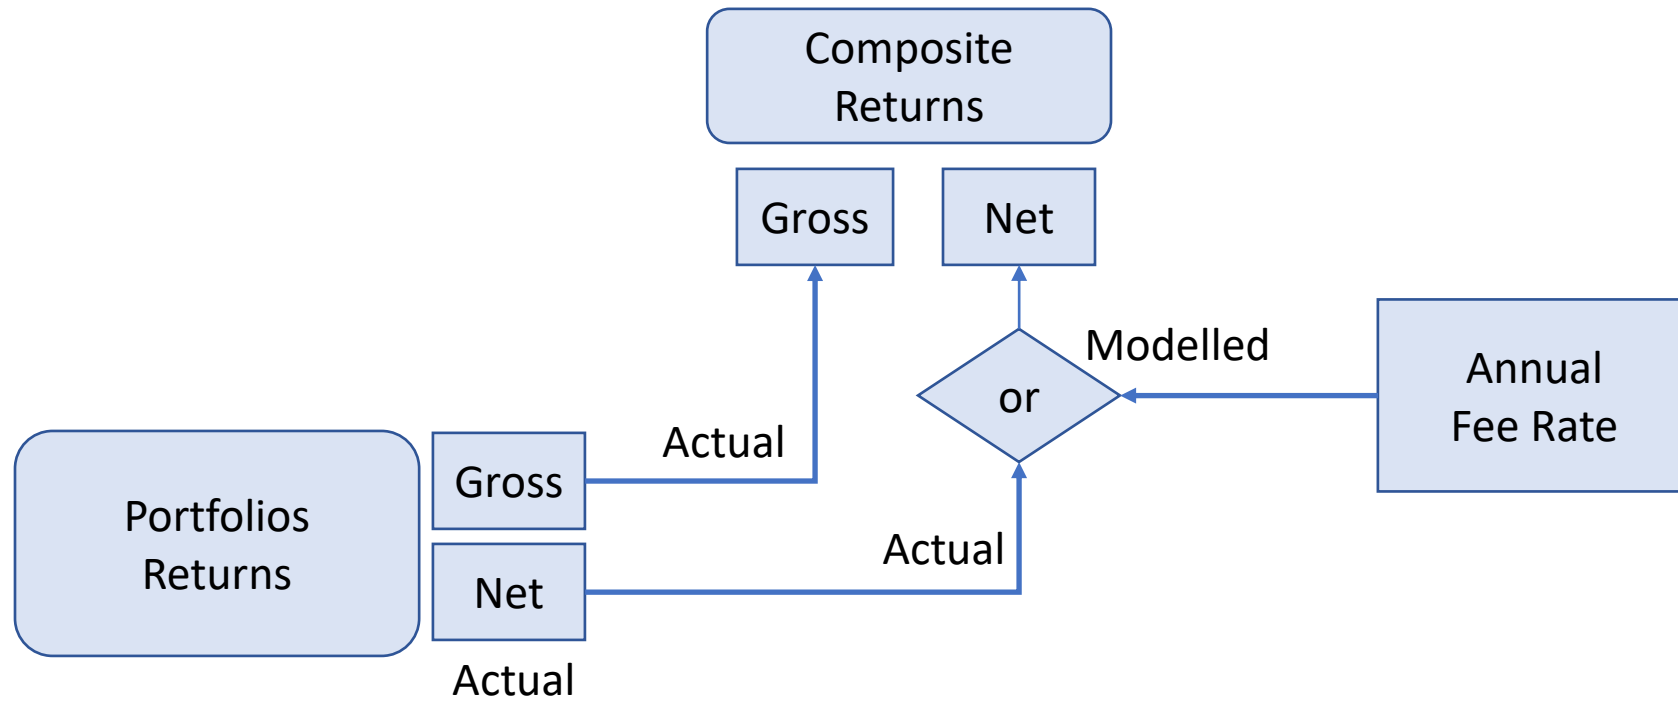 Composite
Returns
Gross
Net
Modelled
or
Annual
Fee Rate
Actual
Gross
Portfolios
Returns
Actual
Net
Actual